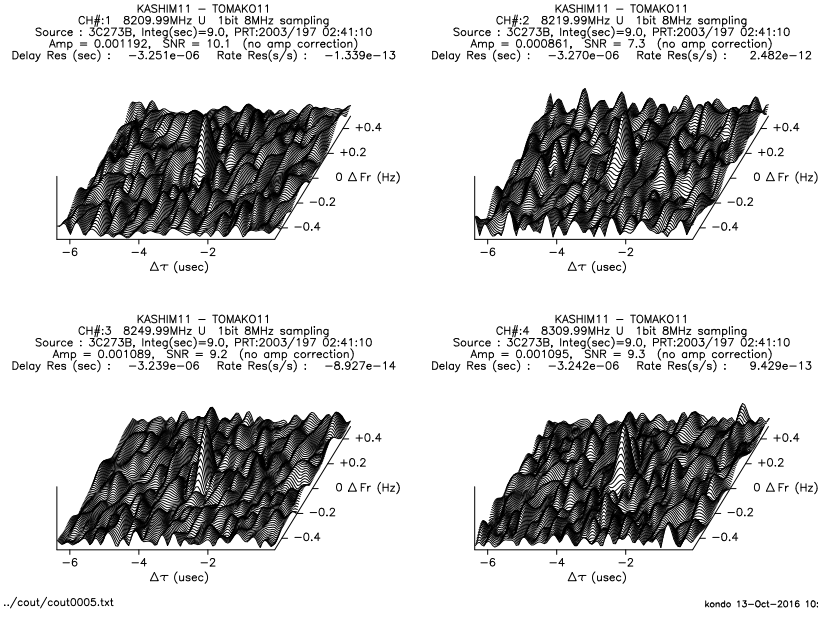 KASHIM11 − TOMAKO11
CH#:1  8209.99MHz U  1bit 8MHz sampling
Source : 3C273B, Integ(sec)=9.0, PRT:2003/197 02:41:10
Amp = 0.001192,  SNR = 10.1  (no amp correction)
Delay Res (sec) :  −3.251e−06  Rate Res(s/s) :  −1.339e−13
+0.4
+0.2
0 Δ Fr (Hz)
−0.2
−0.4
−6 −4 −2
Δτ (usec)
KASHIM11 − TOMAKO11
CH#:2  8219.99MHz U  1bit 8MHz sampling
Source : 3C273B, Integ(sec)=9.0, PRT:2003/197 02:41:10
Amp = 0.000861,  SNR = 7.3  (no amp correction)
Delay Res (sec) :  −3.270e−06  Rate Res(s/s) :  2.482e−12
+0.4
+0.2
0 Δ Fr (Hz)
−0.2
−0.4
−6 −4 −2
Δτ (usec)
KASHIM11 − TOMAKO11
CH#:3  8249.99MHz U  1bit 8MHz sampling
Source : 3C273B, Integ(sec)=9.0, PRT:2003/197 02:41:10
Amp = 0.001089,  SNR = 9.2  (no amp correction)
Delay Res (sec) :  −3.239e−06  Rate Res(s/s) :  −8.927e−14
+0.4
+0.2
0 Δ Fr (Hz)
−0.2
−0.4
−6 −4 −2
Δτ (usec)
KASHIM11 − TOMAKO11
CH#:4  8309.99MHz U  1bit 8MHz sampling
Source : 3C273B, Integ(sec)=9.0, PRT:2003/197 02:41:10
Amp = 0.001095,  SNR = 9.3  (no amp correction)
Delay Res (sec) :  −3.242e−06  Rate Res(s/s) :  9.429e−13
+0.4
+0.2
0 Δ Fr (Hz)
−0.2
−0.4
−6 −4 −2
Δτ (usec)
../cout/cout0005.txt
kondo 13−Oct−2016 10: